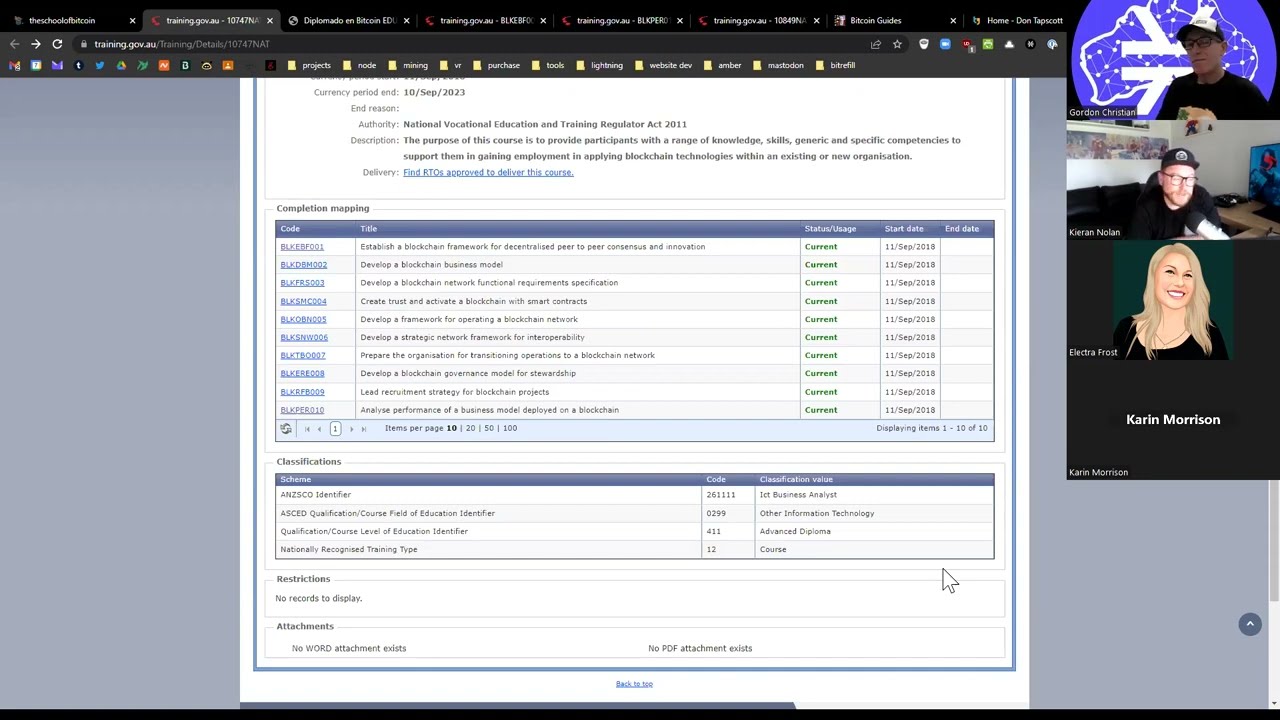 theschoolofbitcoin × training.gov.au - 10747NAT × Diplomado en Bitcoin EDU × training.gov.au - BLKEBF00 × training.gov.au - BLKPER01 × training.gov.au - 10849NA × Bitcoin Guides × Home - Don Tapscott
training.gov.au/Training/Details/10747NAT
projects node mining vr purchase tools lightning website dev amber mastodon bitrefill
Currency period end: 10/Sep/2023
End reason:
Authority: National Vocational Education and Training Regulator Act 2011
Description: The purpose of this course is to provide participants with a range of knowledge, skills, generic and specific competencies to
support them in gaining employment in applying blockchain technologies within an existing or new organisation.
Delivery: Find RTOs approved to deliver this course.
Completion mapping
Code Title Status/Usage Start date End date
BLKEBF001 Establish a blockchain framework for decentralised peer to peer consensus and innovation Current 11/Sep/2018
BLKDBM002 Develop a blockchain business model Current 11/Sep/2018
BLKFRS003 Develop a blockchain network functional requirements specification Current 11/Sep/2018
BLKSMC004 Create trust and activate a blockchain with smart contracts Current 11/Sep/2018
BLKOBN005 Develop a framework for operating a blockchain network Current 11/Sep/2018
BLKSNW006 Develop a strategic network framework for interoperability Current 11/Sep/2018
BLKTBO007 Prepare the organisation for transitioning operations to a blockchain network Current 11/Sep/2018
BLKERE008 Develop a blockchain governance model for stewardship Current 11/Sep/2018
BLKRFB009 Lead recruitment strategy for blockchain projects Current 11/Sep/2018
BLKPER010 Analyse performance of a business model deployed on a blockchain Current 11/Sep/2018
1 Items per page 10 | 20 | 50 | 100 Displaying items 1 - 10 of 10
Classifications
Scheme Code Classification value
ANZSCO Identifier 261111 Ict Business Analyst
ASCED Qualification/Course Field of Education Identifier 0299 Other Information Technology
Qualification/Course Level of Education Identifier 411 Advanced Diploma
Nationally Recognised Training Type 12 Course
Restrictions
No records to display.
Attachments
No WORD attachment exists No PDF attachment exists
Back to top
Gordon Christian
Kieran Nolan
Electra Frost
Karin Morrison
Karin Morrison